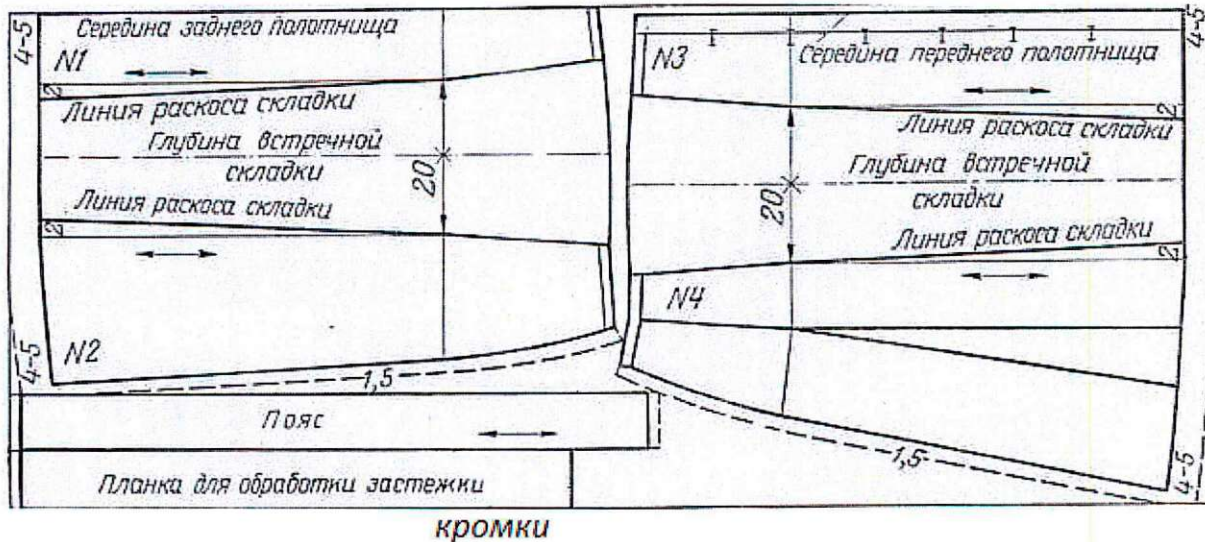 4-5
Середина заднего полотнища
N1
2
Линия раскоса складки
Глубина встречной
складки
20
Линия раскоса складки
2
N2
4-5
1,5
Пояс
Планка для обработки застежки
кромки
4-5
Середина переднего полотнища
N3
2
Линия раскоса складки
Глубина встречной
складки
20
Линия раскоса складки
2
N4
1,5
4-5